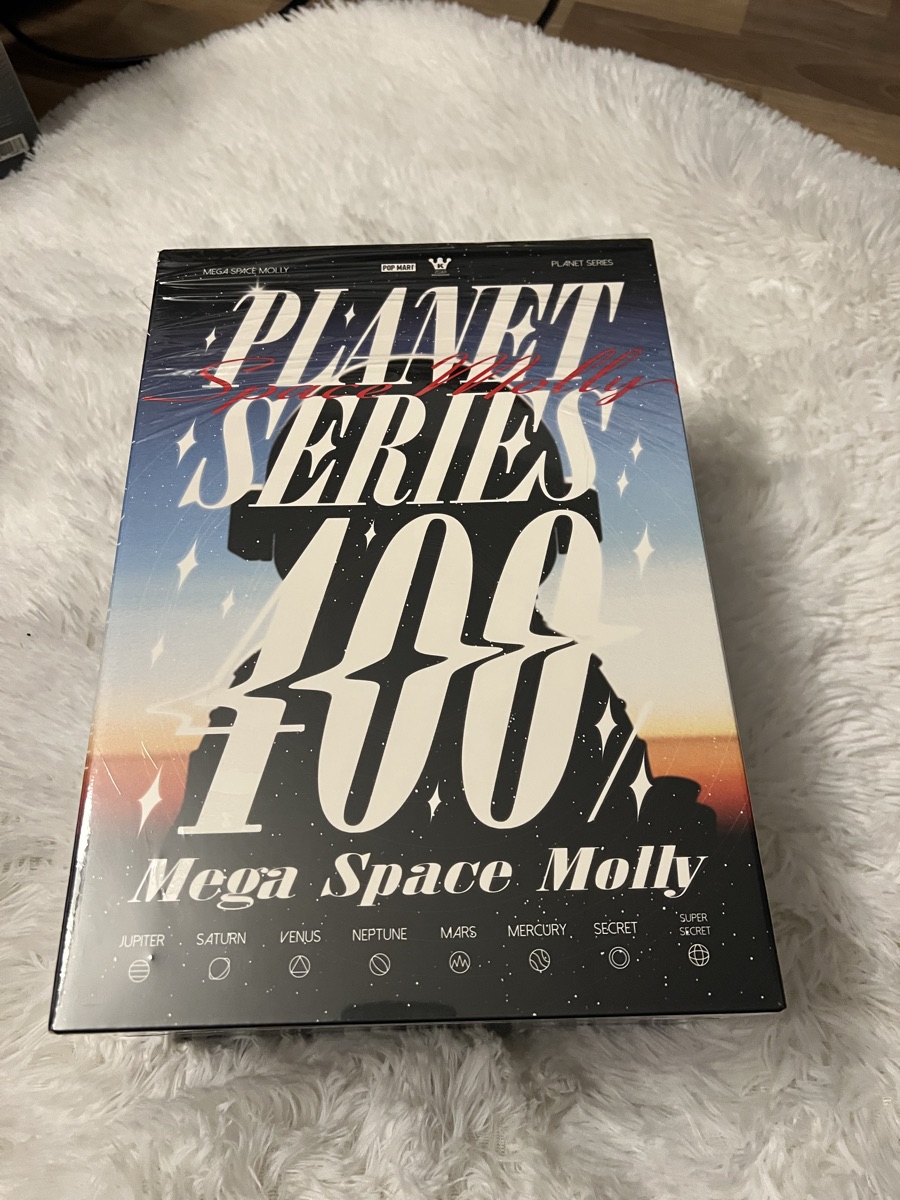 MEGA SPACE MOLLY
POP MART
PLANET SERIES
PLANET
Space Molly
SERIES
400%
Mega Space Molly
JUPITER SATURN VENUS NEPTUNE MARS MERCURY SECRET SUPER SECRET